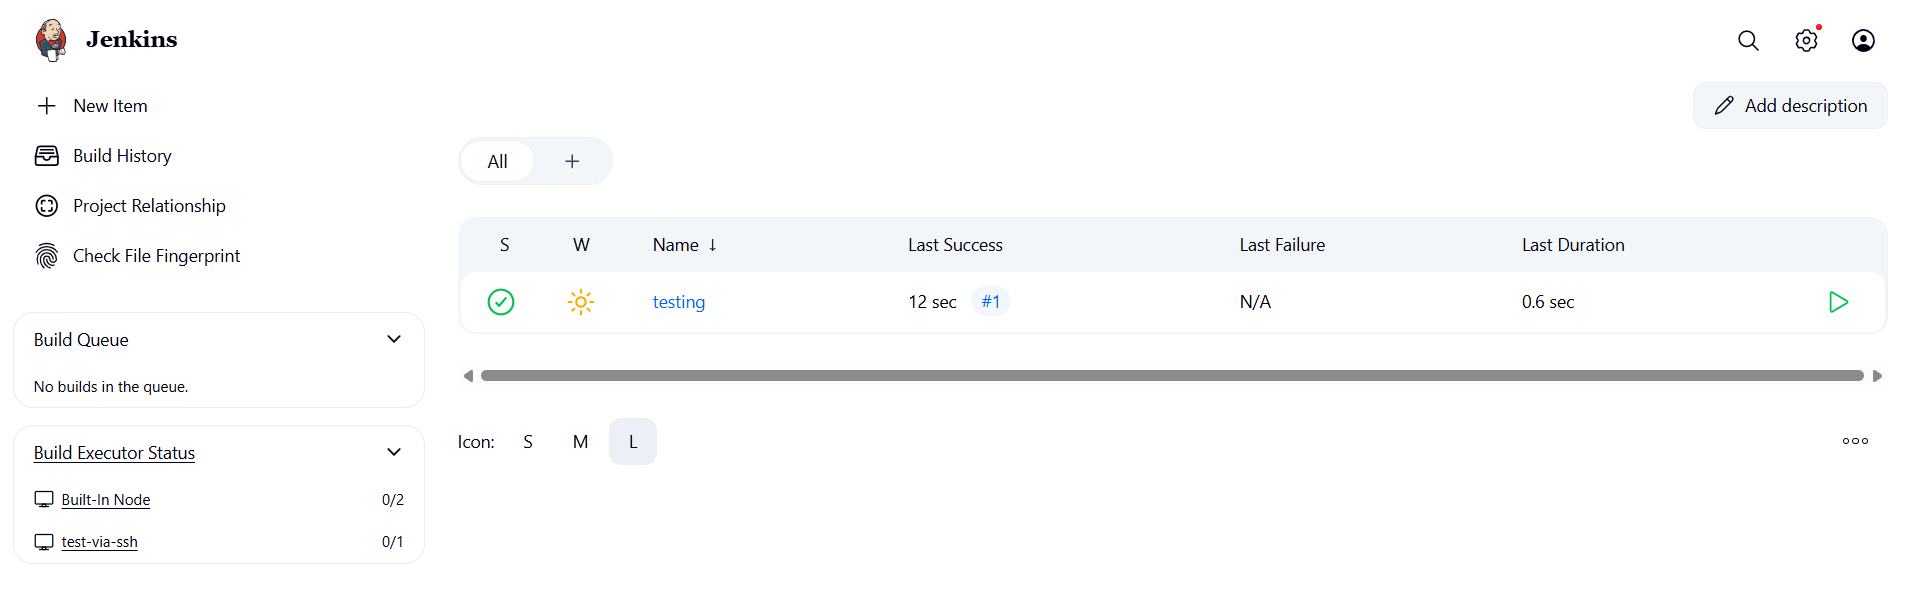 Jenkins
New Item
Build History
Project Relationship
Check File Fingerprint
Build Queue
No builds in the queue.
Build Executor Status
Built-In Node 0/2
test-via-ssh 0/1
Add description
All +
S W Name ↓ Last Success Last Failure Last Duration
testing 12 sec #1 N/A 0.6 sec
Icon: S M L